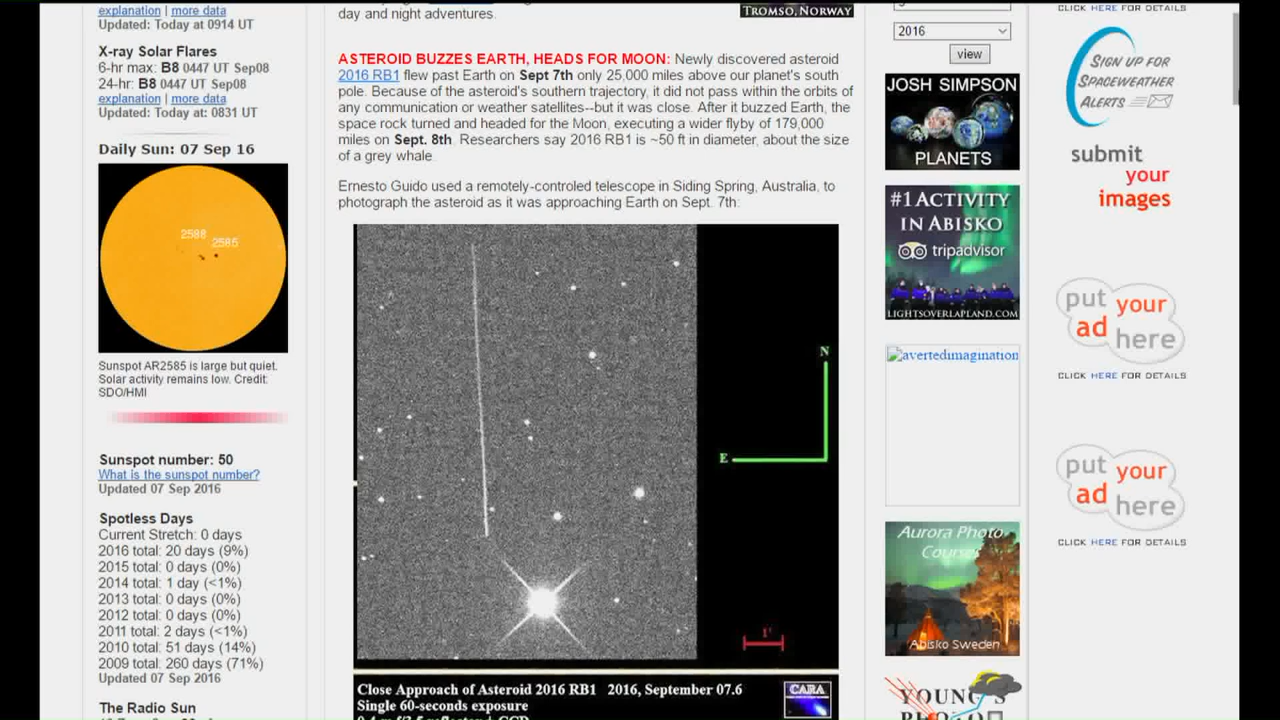 explanation | more data
Updated: Today at 0914 UT
X-ray Solar Flares
6-hr max: B8 0447 UT Sep08
24-hr: B8 0447 UT Sep08
explanation | more data
Updated: Today at: 0831 UT
Daily Sun: 07 Sep 16
2588
2585
Sunspot AR2585 is large but quiet.
Solar activity remains low. Credit:
SDO/HMI
Sunspot number: 50
What is the sunspot number?
Updated 07 Sep 2016
Spotless Days
Current Stretch: 0 days
2016 total: 20 days (9%)
2015 total: 0 days (0%)
2014 total: 1 day (<1%)
2013 total: 0 days (0%)
2012 total: 0 days (0%)
2011 total: 2 days (<1%)
2010 total: 51 days (14%)
2009 total: 260 days (71%)
Updated 07 Sep 2016
The Radio Sun
day and night adventures.
TROMSO, NORWAY
ASTEROID BUZZES EARTH, HEADS FOR MOON: Newly discovered asteroid
2016 RB1 flew past Earth on Sept 7th only 25,000 miles above our planet's south
pole. Because of the asteroid's southern trajectory, it did not pass within the orbits of
any communication or weather satellites--but it was close. After it buzzed Earth, the
space rock turned and headed for the Moon, executing a wider flyby of 179,000
miles on Sept. 8th. Researchers say 2016 RB1 is ~50 ft in diameter, about the size
of a grey whale.
Ernesto Guido used a remotely-controled telescope in Siding Spring, Australia, to
photograph the asteroid as it was approaching Earth on Sept. 7th:
N
E
1'
Close Approach of Asteroid 2016 RB1 2016, September 07.6
Single 60-seconds exposure
CARA
2016
view
JOSH SIMPSON
PLANETS
#1 ACTIVITY
IN ABISKO
tripadvisor
LIGHTSOVERLAPLAND.COM
avertedimagination
Aurora Photo
Courses
Abisko Sweden
YOUNG'S
CLICK HERE FOR DETAILS
SIGN UP FOR
SPACEWEATHER
ALERTS
submit
your
images
put your
ad here
CLICK HERE FOR DETAILS
put your
ad here
CLICK HERE FOR DETAILS